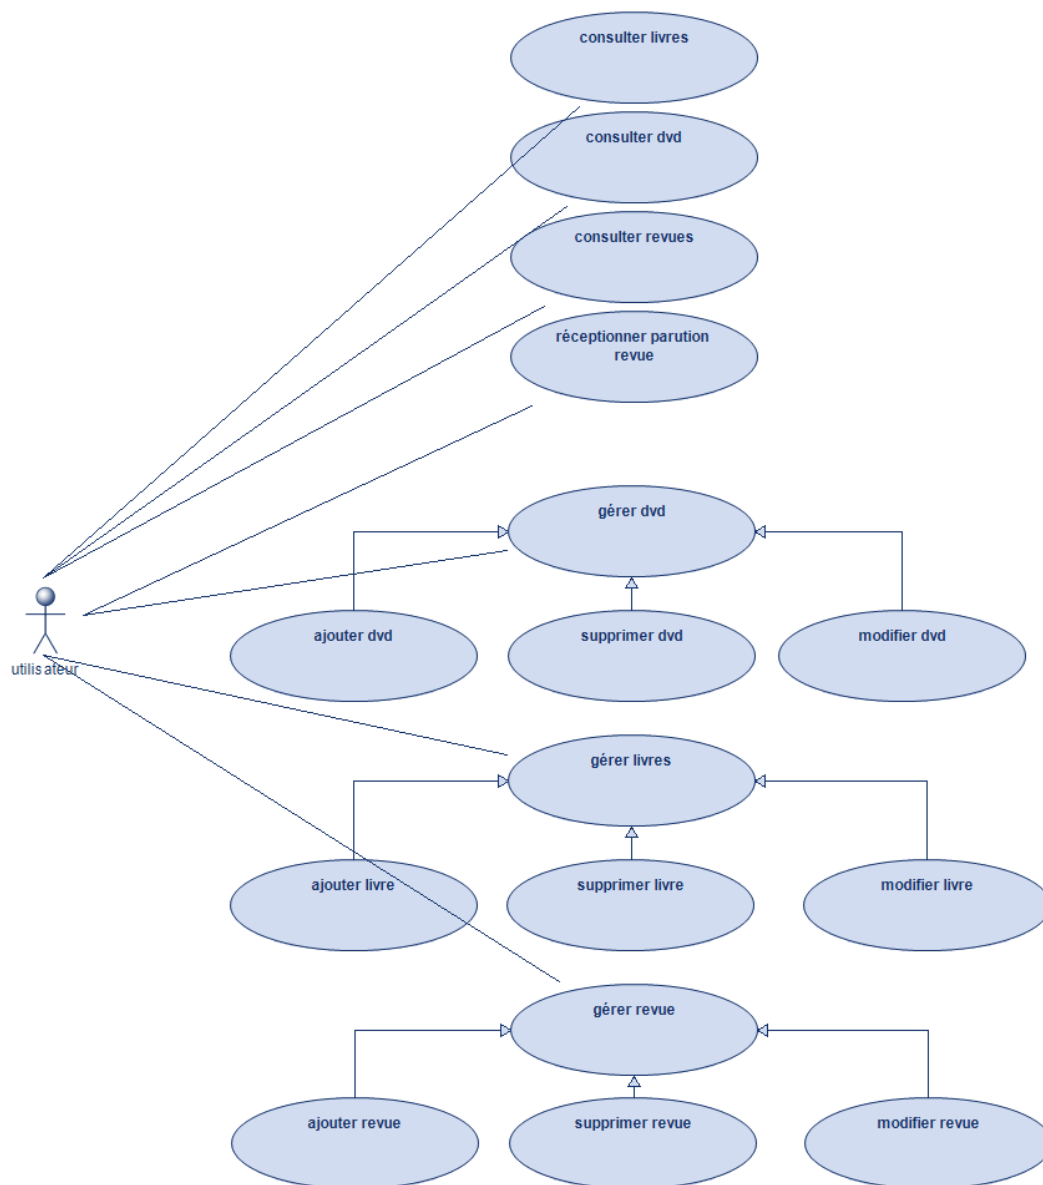 consulter livres
consulter dvd
consulter revues
réceptionner parution
revue
gérer dvd
utilisateur
ajouter dvd
supprimer dvd
modifier dvd
gérer livres
ajouter livre
supprimer livre
modifier livre
gérer revue
ajouter revue
supprimer revue
modifier revue